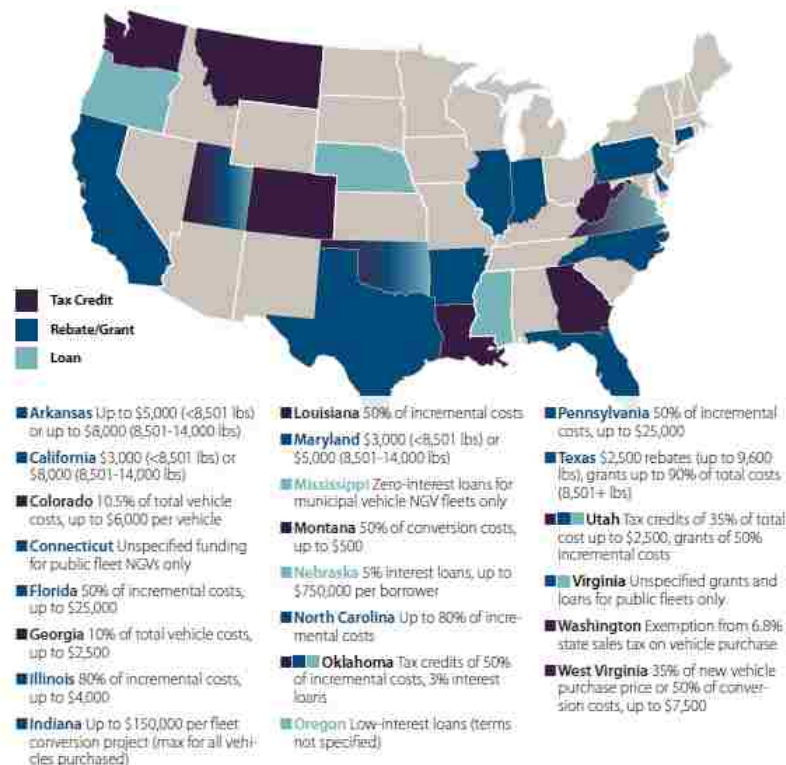 Tax Credit
Rebate/Grant
Loan
Arkansas Up to $5,000 (<8,501 lbs)
or up to $8,000 (8,501-14,000 lbs)
California $3,000 (<8,501 lbs) or
$8,000 (8,501-14,000 lbs)
Colorado 10.5% of total vehicle
costs, up to $6,000 per vehicle
Connecticut Unspecified funding
for public fleet NGVs only
Florida 50% of incremental costs,
up to $25,000
Georgia 10% of total vehicle costs,
up to $2,500
Illinois 80% of incremental costs,
up to $4,000
Indiana Up to $150,000 per fleet
conversion project (max for all vehi-
cles purchased)
Louisiana 50% of incremental costs
Maryland $3,000 (<8,501 lbs) or
$5,000 (8,501-14,000 lbs)
Mississippi Zero-interest loans for
municipal vehicle NGV fleets only
Montana 50% of conversion costs,
up to $500
Nebraska 5% interest loans, up to
$750,000 per borrower
North Carolina Up to 80% of incre-
mental costs
Oklahoma Tax credits of 50%
of incremental costs, 3% interest
loans
Oregon Low-interest loans (terms
not specified)
Pennsylvania 50% of incremental
costs, up to $25,000
Texas $2,500 rebates (up to 9,600
lbs), grants up to 90% of total costs
(8,501+ lbs)
Utah Tax credits of 35% of total
cost up to $2,500, grants of 50%
incremental costs
Virginia Unspecified grants and
loans for public fleets only
Washington Exemption from 6.8%
state sales tax on vehicle purchase
West Virginia 35% of new vehicle
purchase price or 50% of conver-
sion costs, up to $7,500